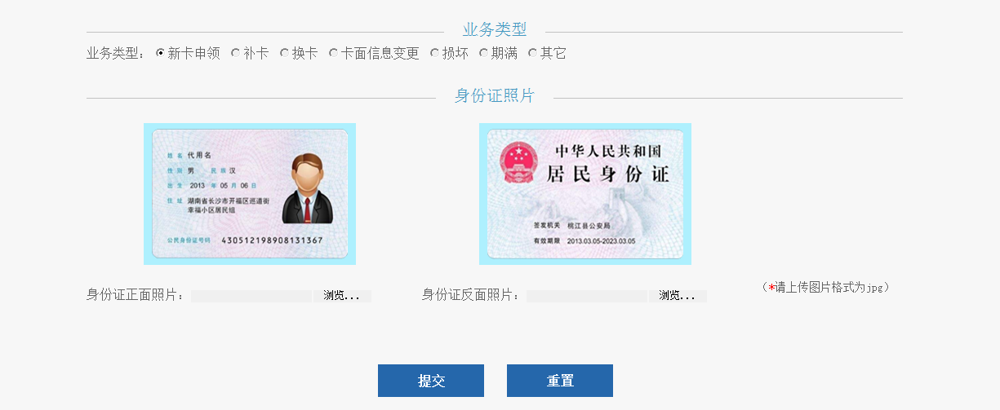 业务类型
业务类型： 新卡申领 补卡 换卡 卡面信息变更 损坏 期满 其它
身份证照片
姓名 代用名
性别 男 民族 汉
出生 2013 年 05 月 06 日
住址 湖南省长沙市开福区巡道街
幸福小区居民组
公民身份证号码 430512198908131367
中华人民共和国
居民身份证
签发机关 桃江县公安局
有效期限 2013.03.05-2023.03.05
身份证正面照片： 浏览...
身份证反面照片： 浏览...
（*请上传图片格式为jpg）
提交 重置